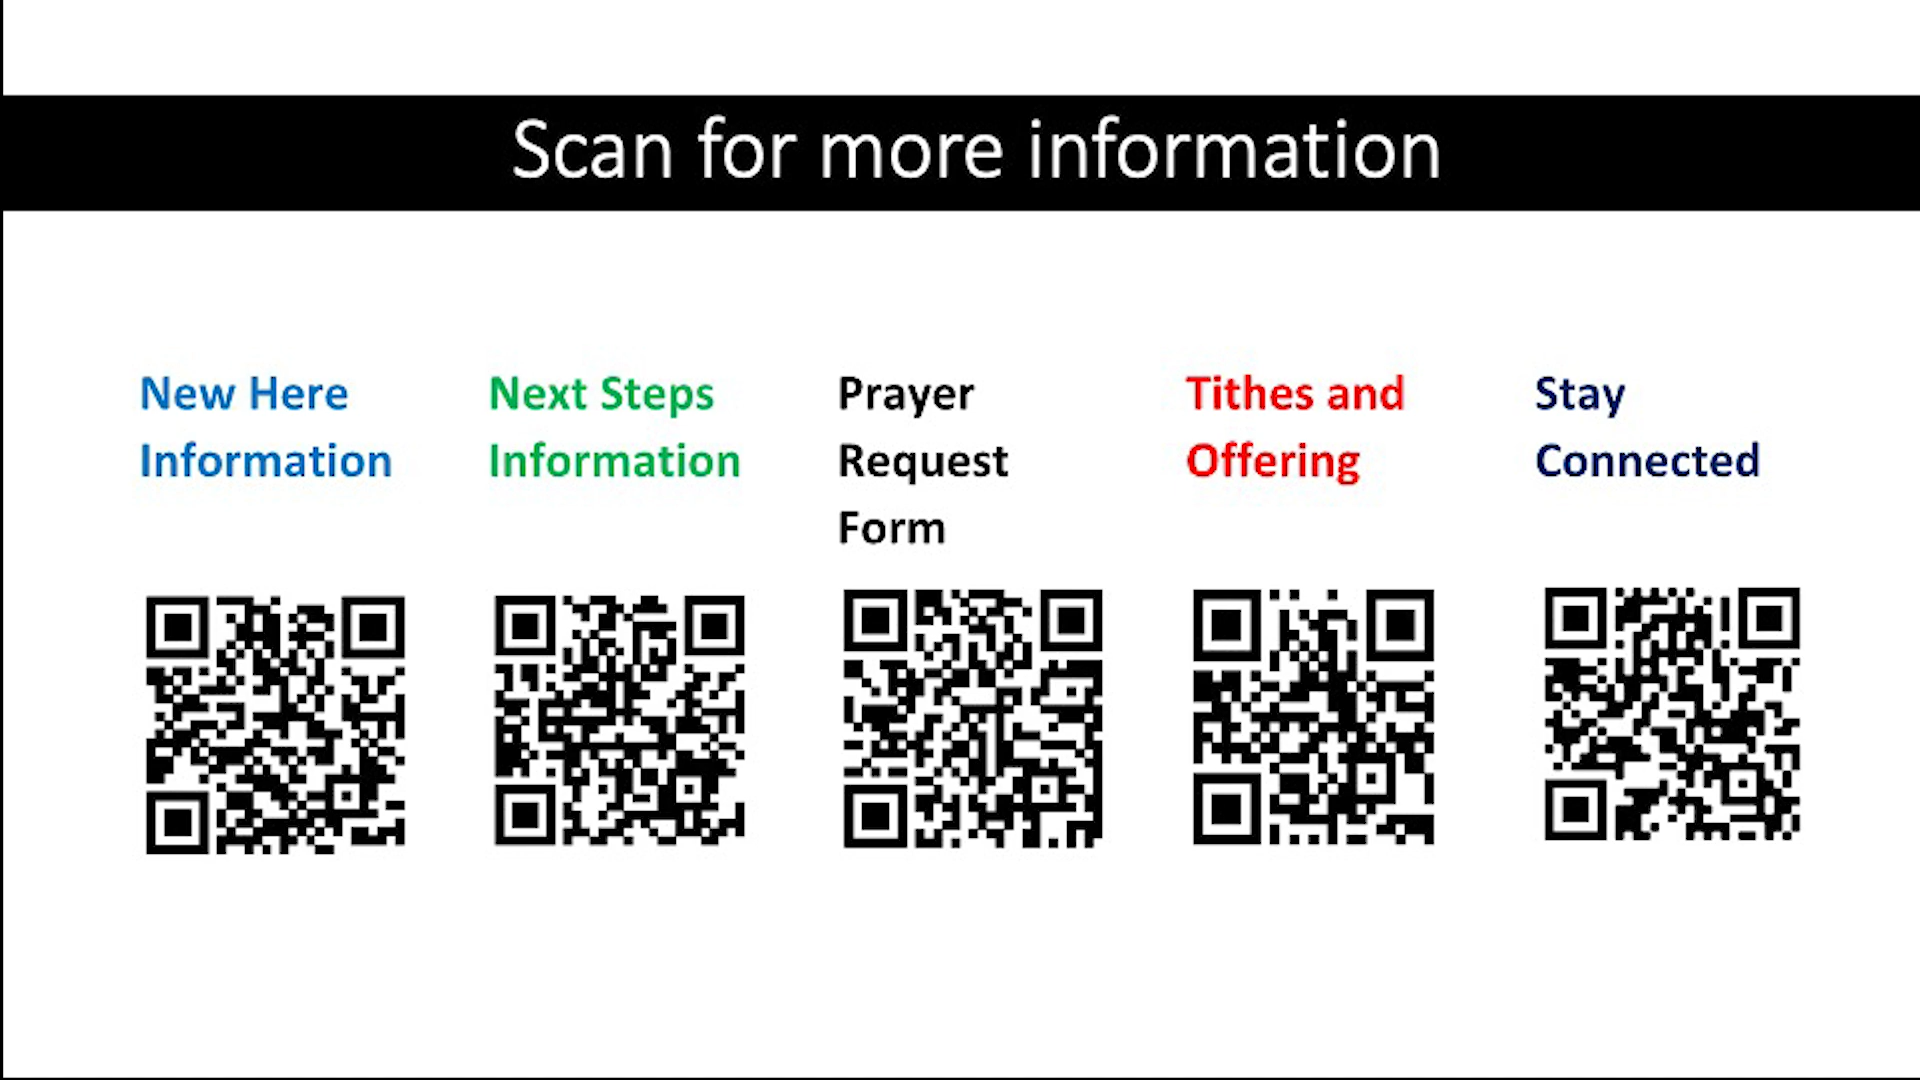 Scan for more information
New Here
Information
Next Steps
Information
Prayer
Request
Form
Tithes and
Offering
Stay
Connected